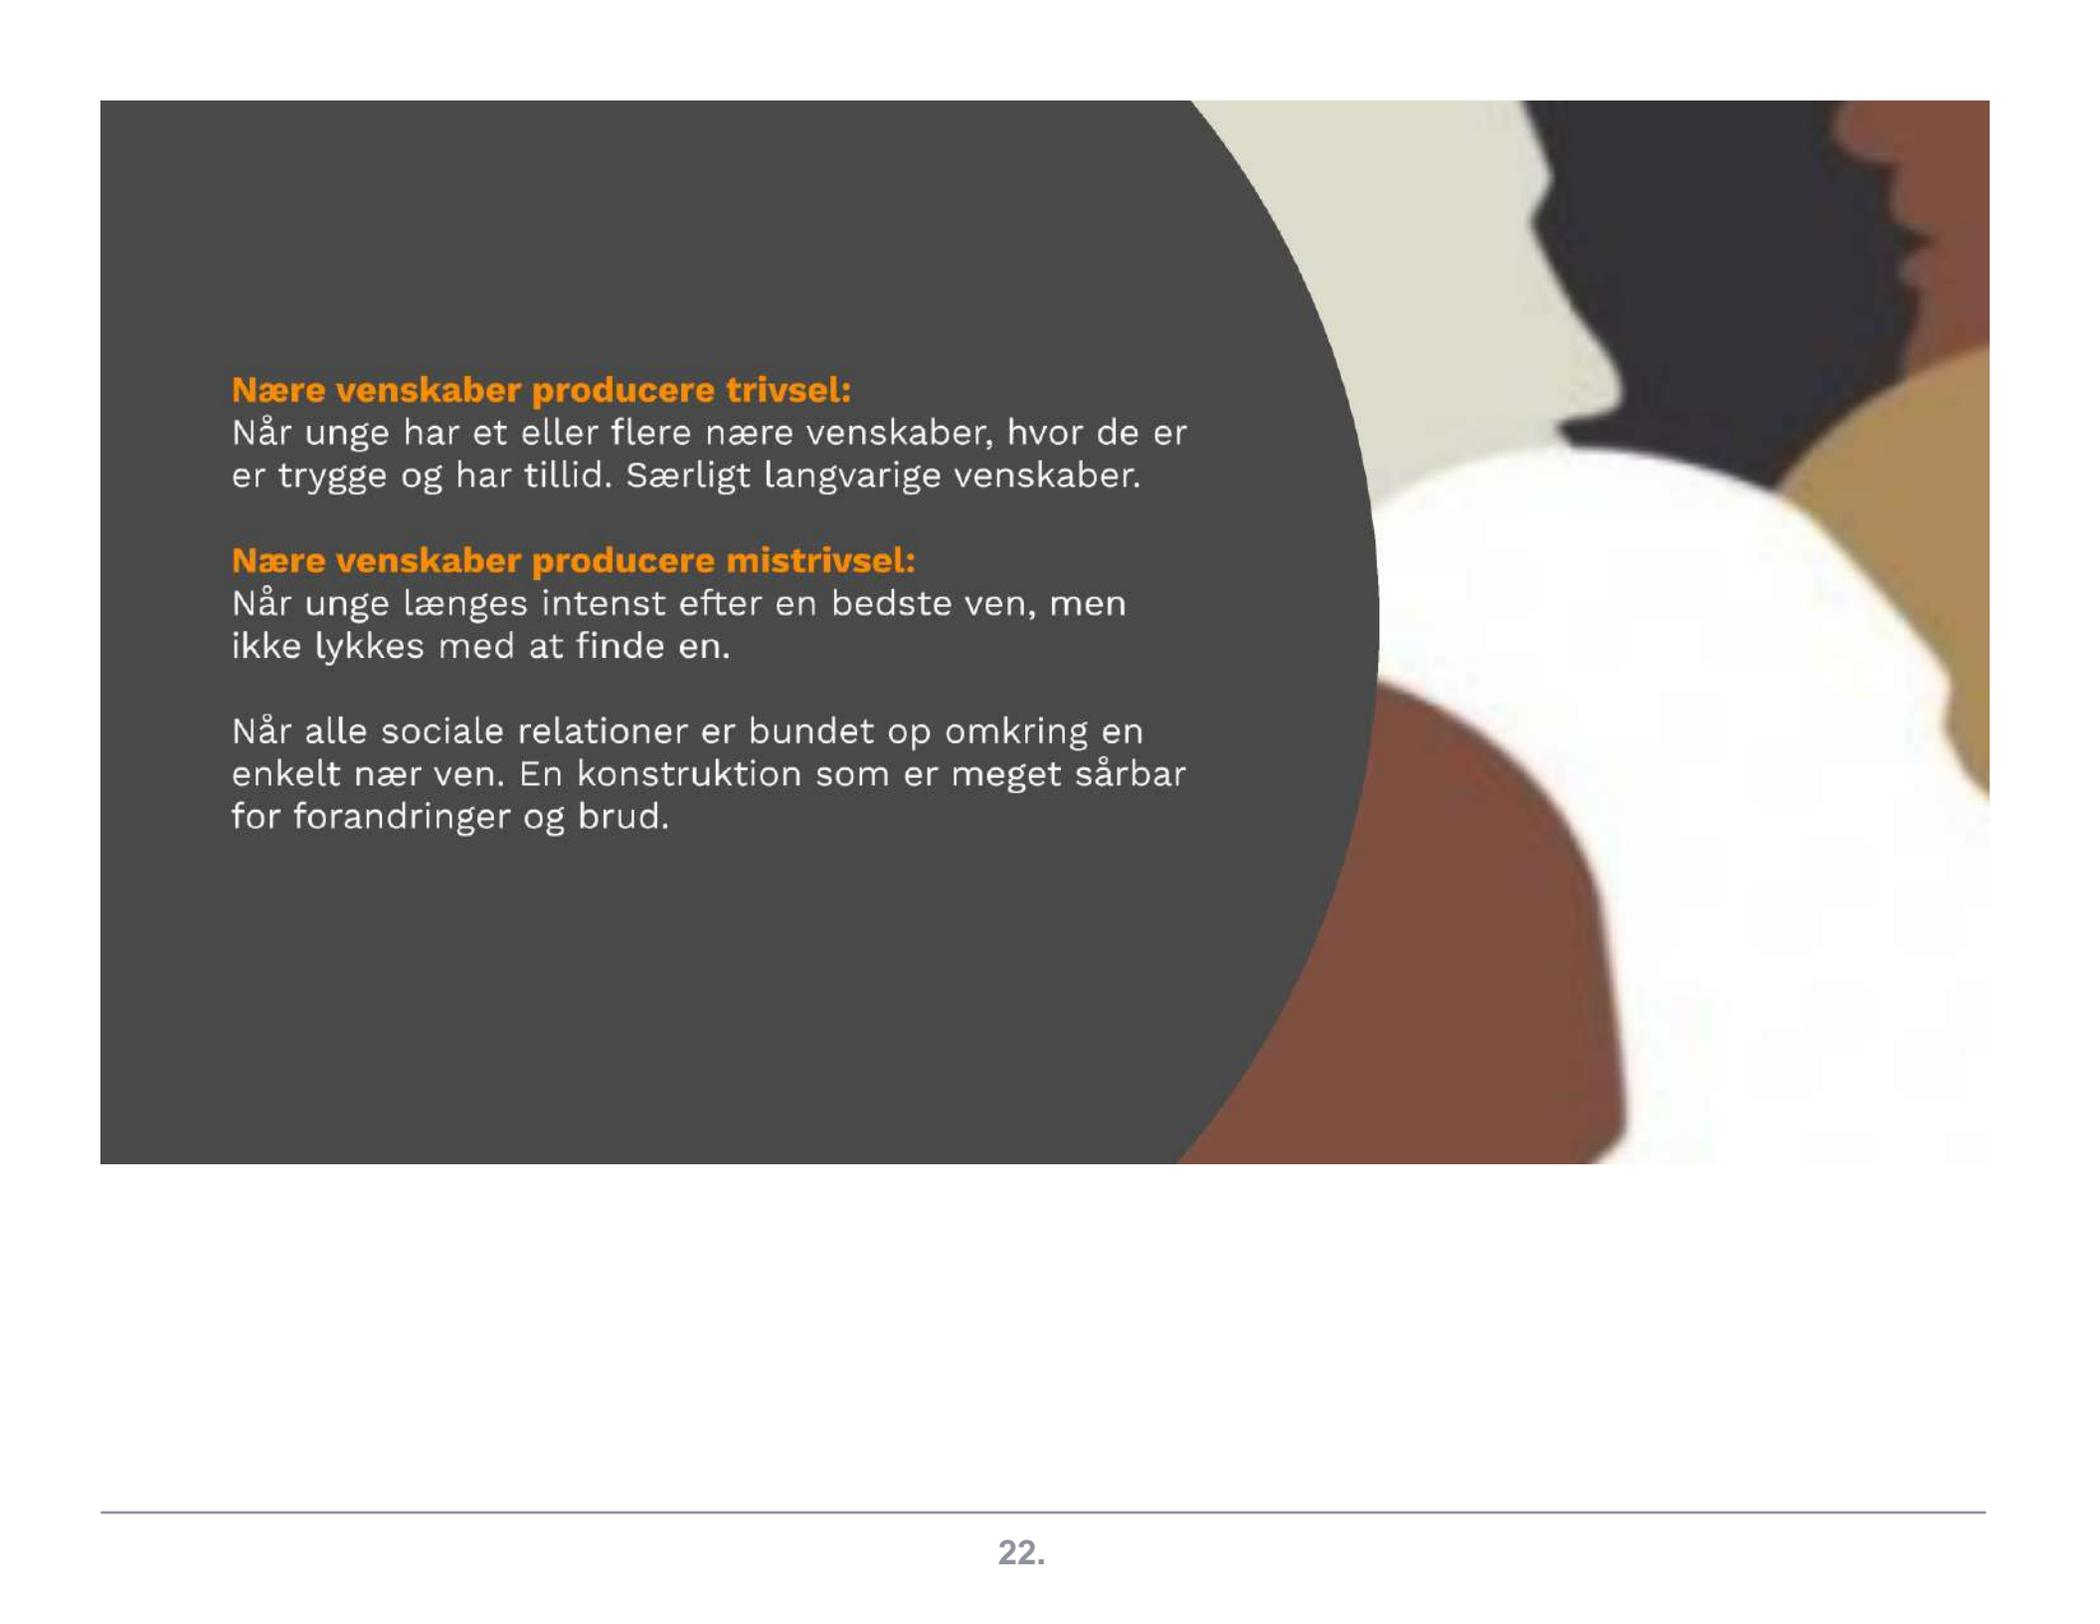 Nære venskaber producere trivsel:
Når unge har et eller flere nære venskaber, hvor de er
er trygge og har tillid. Særligt langvarige venskaber.
Nære venskaber producere mistrivsel:
Når unge længes intenst efter en bedste ven, men
ikke lykkes med at finde en.
Når alle sociale relationer er bundet op omkring en
enkelt nær ven. En konstruktion som er meget sårbar
for forandringer og brud.
22.